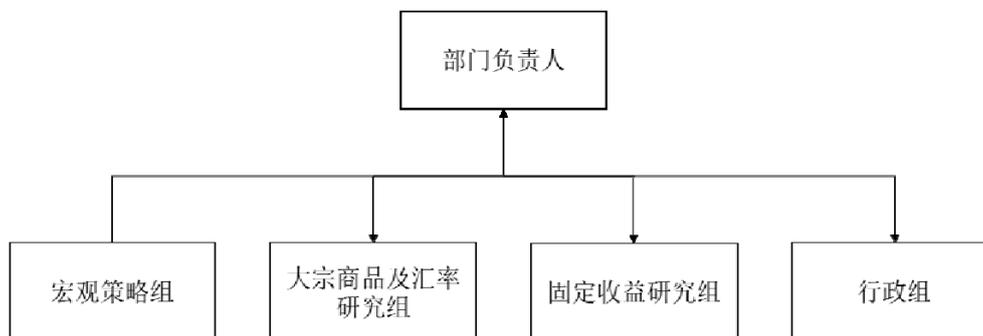 部门负责人
宏观策略组
大宗商品及汇率
研究组
固定收益研究组
行政组